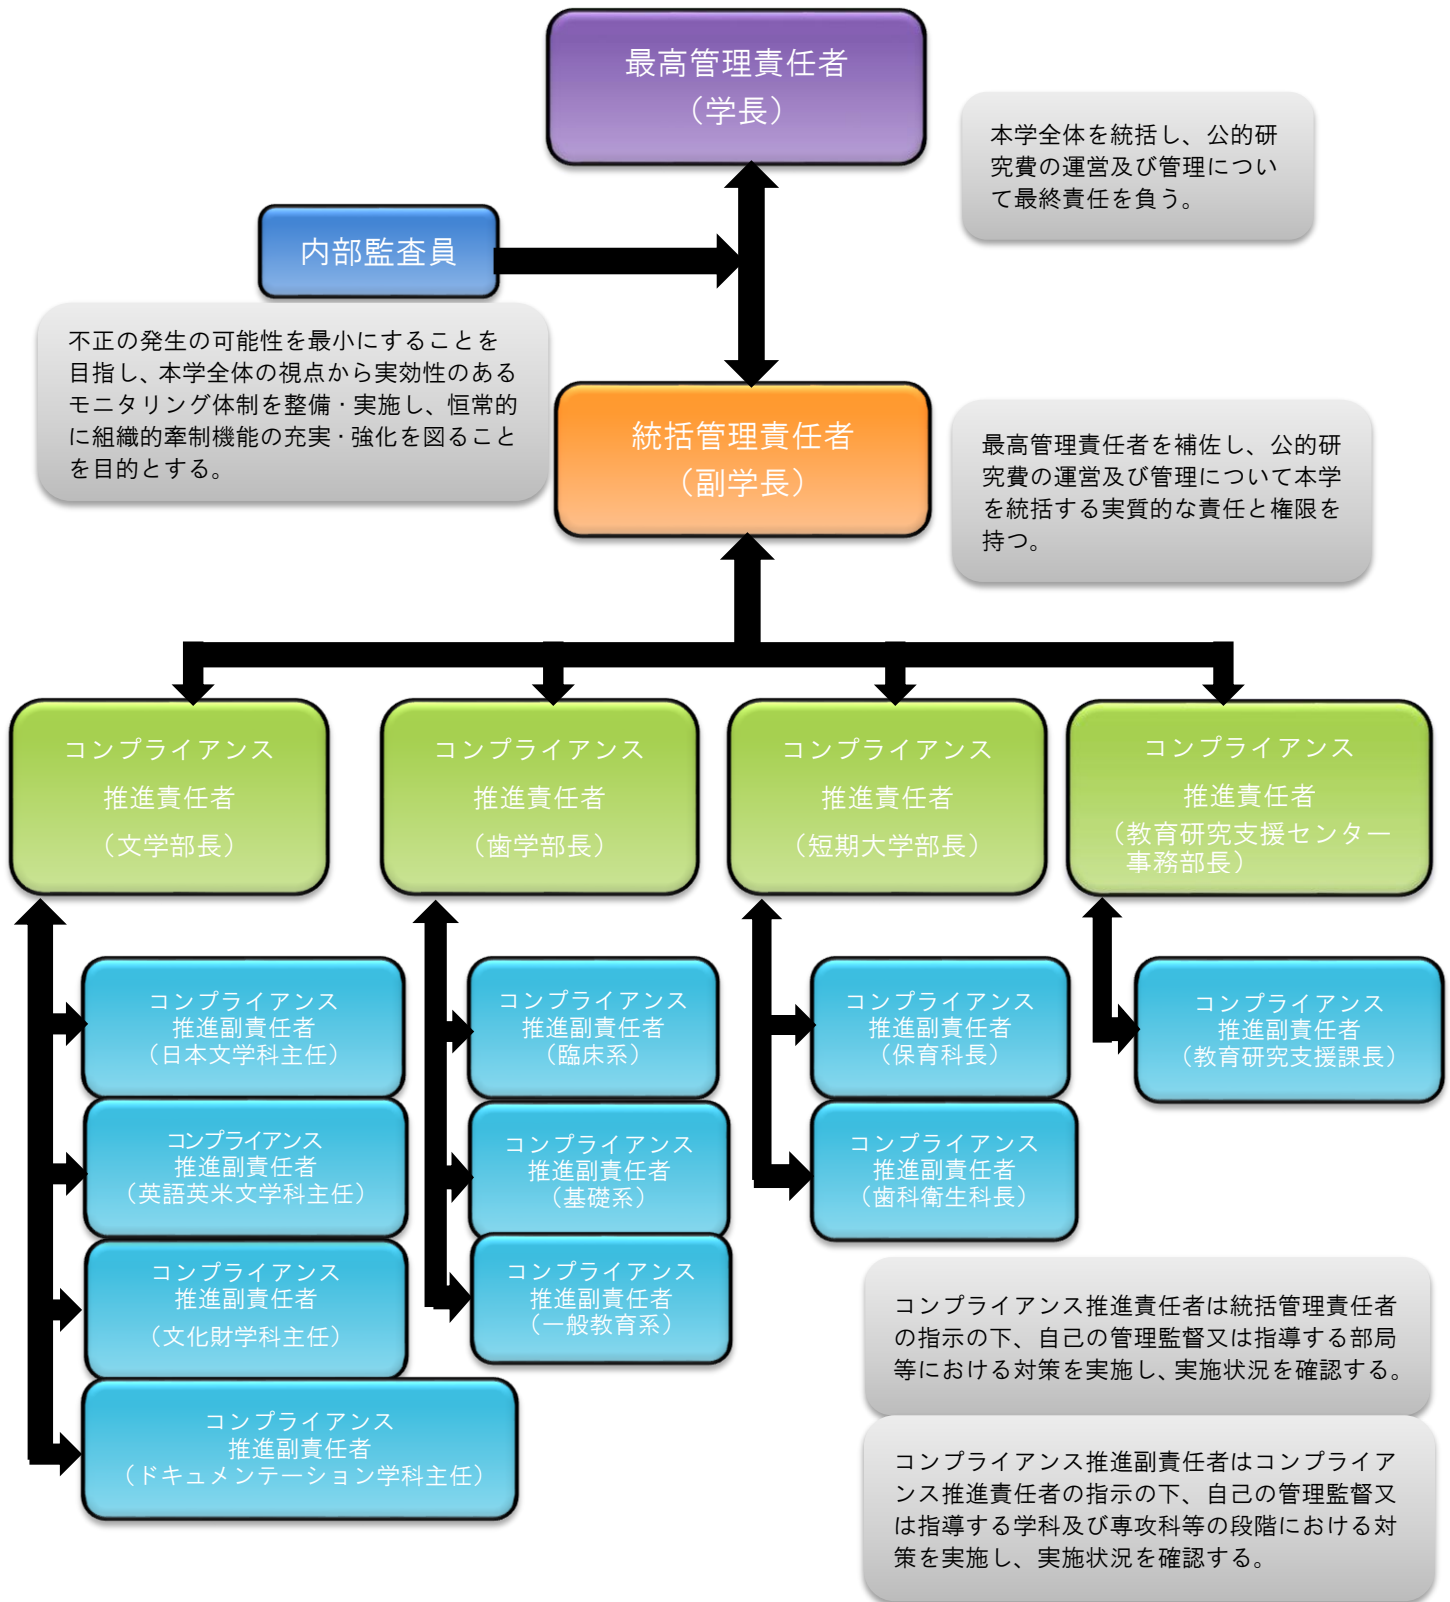 最高管理責任者
（学長）
本学全体を統括し、公的研
究費の運営及び管理につい
て最終責任を負う。
内部監査員
不正の発生の可能性を最小にすることを
目指し、本学全体の視点から実効性のある
モニタリング体制を整備・実施し、恒常的
に組織的牽制機能の充実・強化を図ること
を目的とする。
統括管理責任者
（副学長）
最高管理責任者を補佐し、公的研
究費の運営及び管理について本学
を統括する実質的な責任と権限を
持つ。
コンプライアンス
推進責任者
（文学部長）
コンプライアンス
推進責任者
（歯学部長）
コンプライアンス
推進責任者
（短期大学部長）
コンプライアンス
推進責任者
（教育研究支援センター
事務部長）
コンプライアンス
推進副責任者
（日本文学科主任）
コンプライアンス
推進副責任者
（英語英米文学科主任）
コンプライアンス
推進副責任者
（文化財学科主任）
コンプライアンス
推進副責任者
（ドキュメンテーション学科主任）
コンプライアンス
推進副責任者
（臨床系）
コンプライアンス
推進副責任者
（基礎系）
コンプライアンス
推進副責任者
（一般教育系）
コンプライアンス
推進副責任者
（保育科長）
コンプライアンス
推進副責任者
（歯科衛生科長）
コンプライアンス
推進副責任者
（教育研究支援課長）
コンプライアンス推進責任者は統括管理責任者
の指示の下、自己の管理監督又は指導する部局
等における対策を実施し、実施状況を確認する。
コンプライアンス推進副責任者はコンプライア
ンス推進責任者の指示の下、自己の管理監督又
は指導する学科及び専攻科等の段階における対
策を実施し、実施状況を確認する。